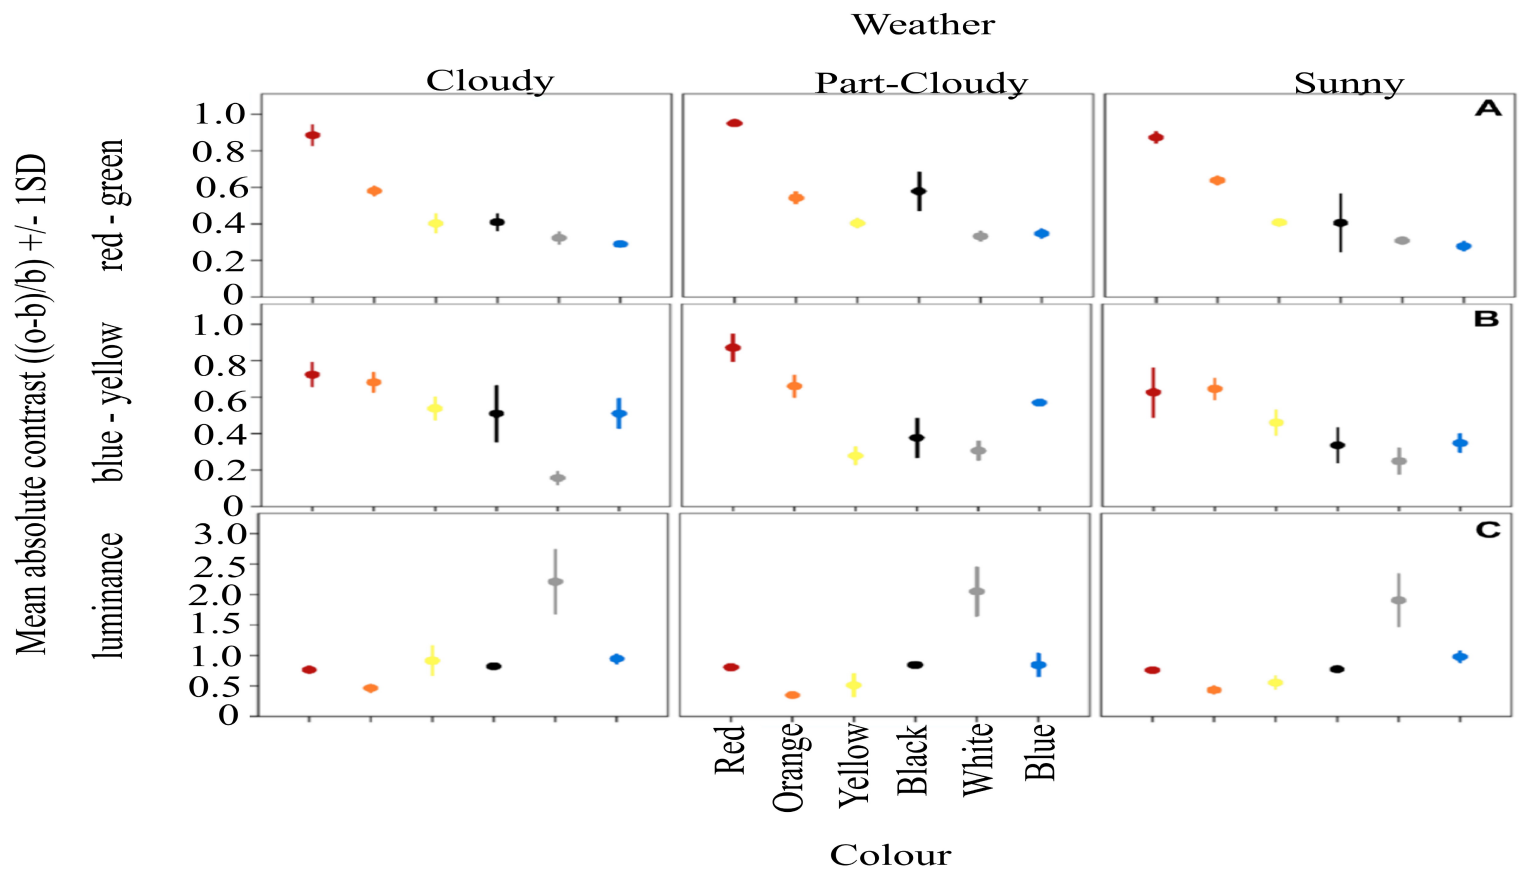 Weather
Cloudy Part-Cloudy Sunny
Mean absolute contrast ((o-b)/b) +/- 1SD
red - green
1.0
0.8
0.6
0.4
0.2
0
A
blue - yellow
1.0
0.8
0.6
0.4
0.2
0
B
luminance
3.0
2.5
2.0
1.5
1.0
0.5
0
C
Red Orange Yellow Black White Blue
Colour